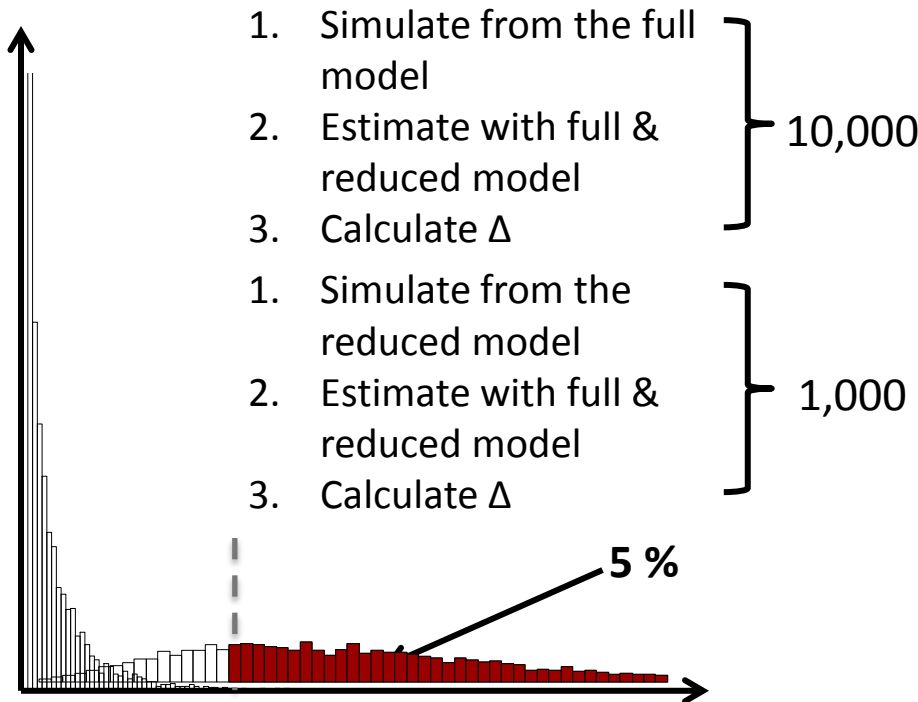 1. Simulate from the full
model
2. Estimate with full &
reduced model
3. Calculate Δ
10,000
1. Simulate from the
reduced model
2. Estimate with full &
reduced model
3. Calculate Δ
1,000
5 %